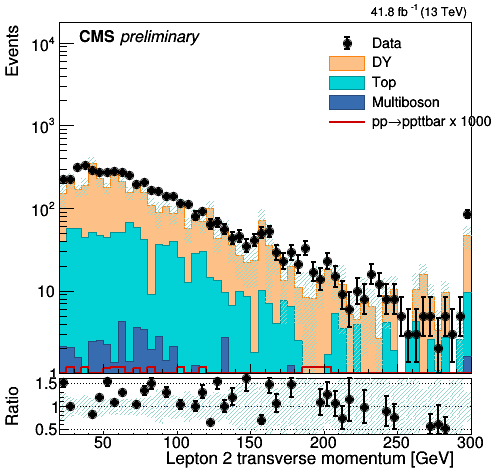 41.8 fb⁻¹ (13 TeV)
CMS preliminary
Events
10⁴
10³
10²
10
1
Data
DY
Top
Multiboson
pp→ppttbar x 1000
Ratio
1.5
1
0.5
50 100 150 200 250 300
Lepton 2 transverse momentum [GeV]